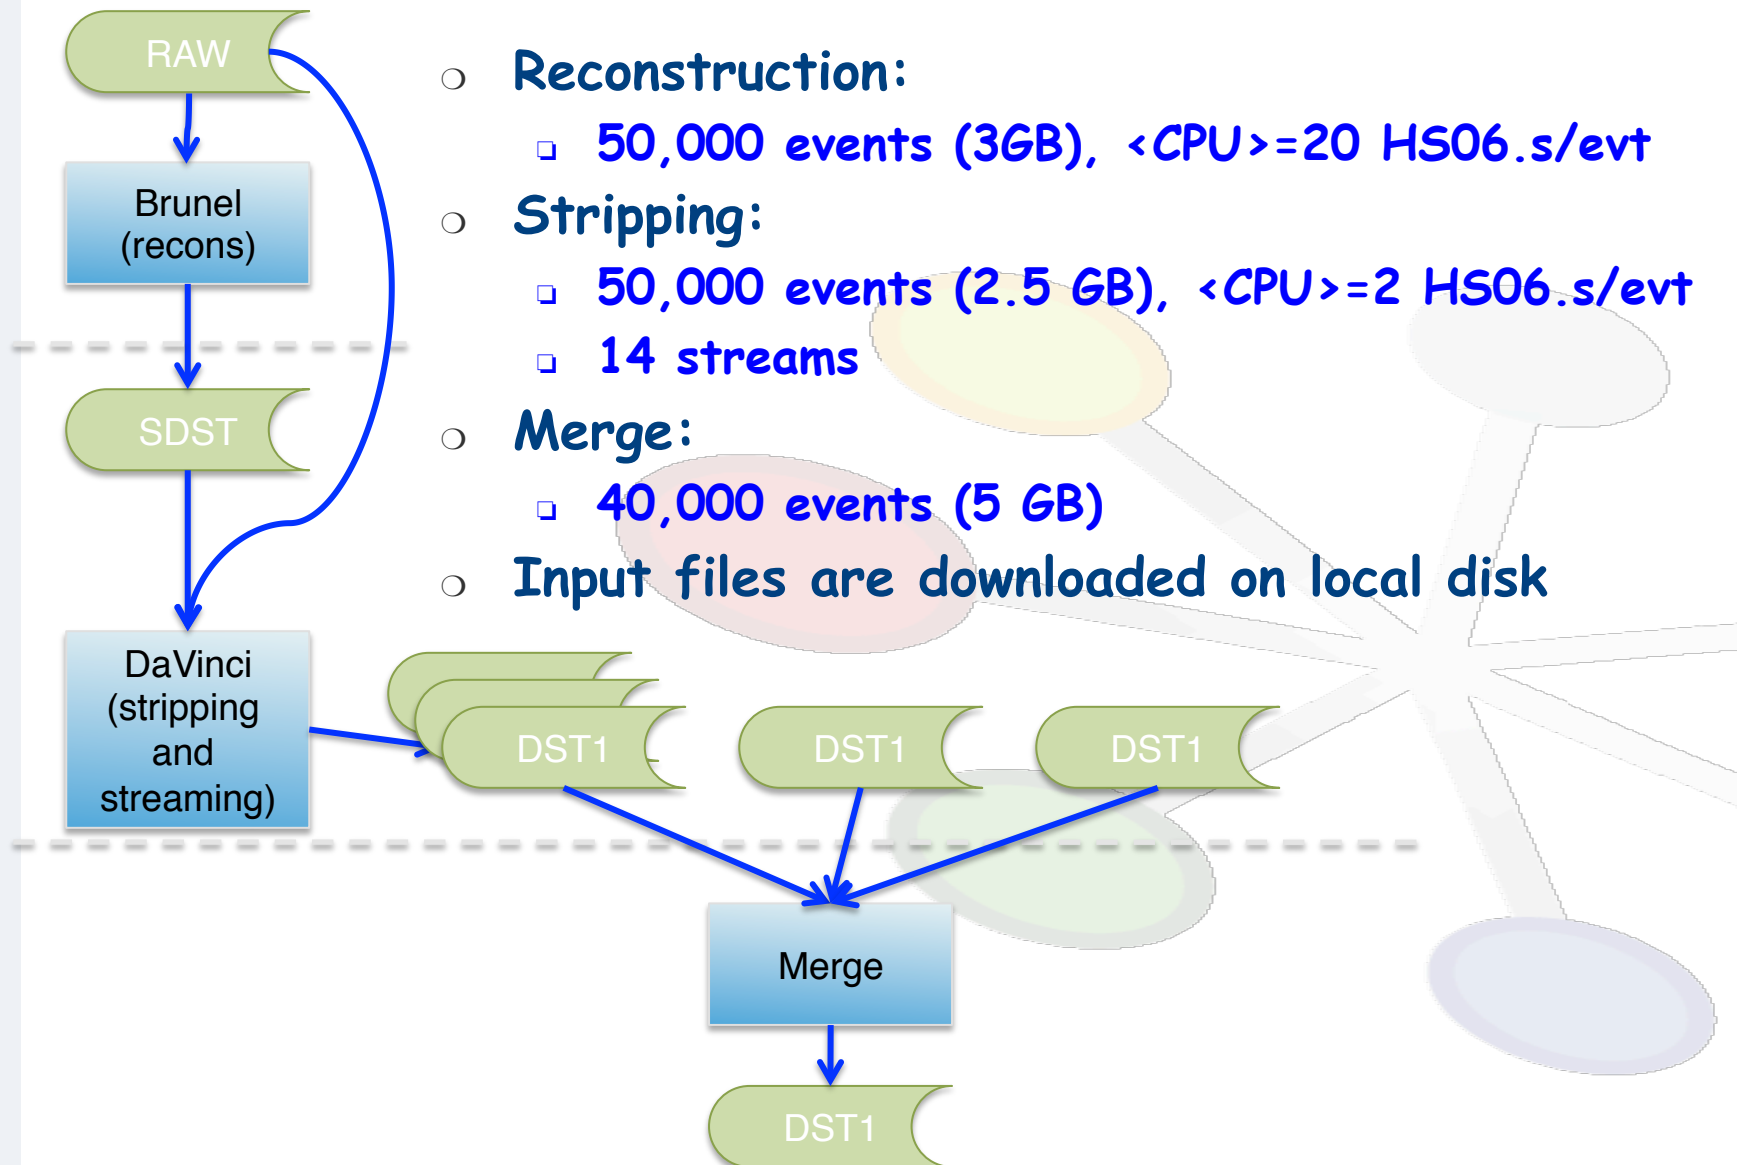 RAW
Brunel
(recons)
SDST
DaVinci
(stripping
and
streaming)
Reconstruction:
50,000 events (3GB), <CPU>=20 HS06.s/evt
Stripping:
50,000 events (2.5 GB), <CPU>=2 HS06.s/evt
14 streams
Merge:
40,000 events (5 GB)
Input files are downloaded on local disk
DST1
DST1
DST1
Merge
DST1